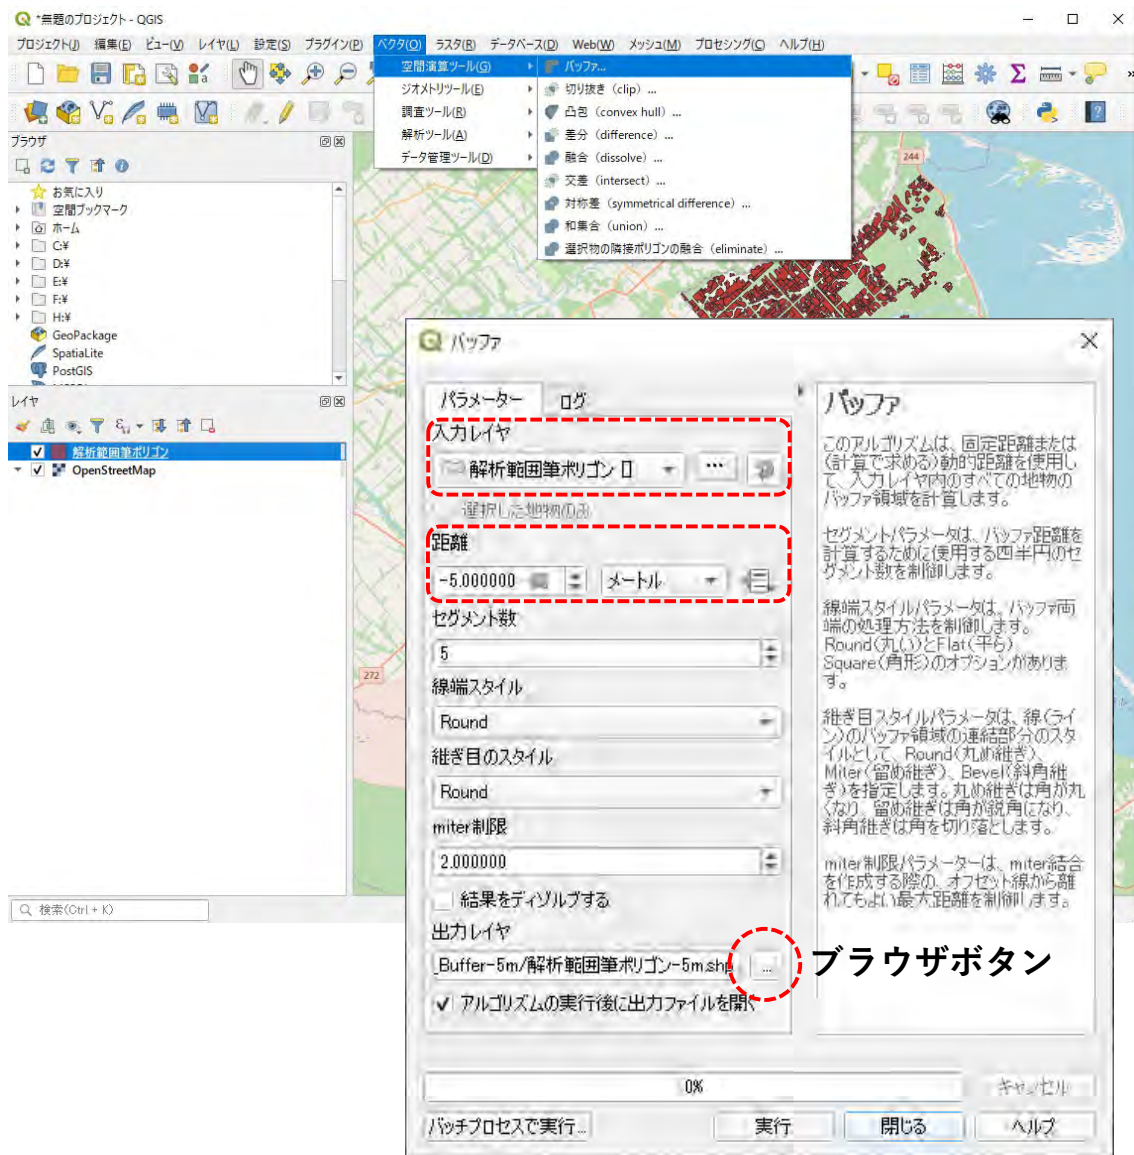 *無題のプロジェクト - QGIS
プロジェクト(J) 編集(E) ビュー(V) レイヤ(L) 設定(S) プラグイン(P) ベクタ(O) ラスタ(R) データベース(D) Web(W) メッシュ(M) プロセシング(C) ヘルプ(H)
空間演算ツール(G)
ジオメトリツール(E)
調査ツール(R)
解析ツール(A)
データ管理ツール(D)
バッファ...
切り抜き（clip）...
凸包（convex hull）...
差分（difference）...
融合（dissolve）...
交差（intersect）...
対称差（symmetrical difference）...
和集合（union）...
選択物の隣接ポリゴンの融合（eliminate）...
244
272
ブラウザ
お気に入り
空間ブックマーク
ホーム
C:¥
D:¥
E:¥
F:¥
H:¥
GeoPackage
SpatiaLite
PostGIS
レイヤ
解析範囲筆ポリゴン
OpenStreetMap
検索(Ctrl + K)
バッファ
パラメーター ログ
入力レイヤ
解析範囲筆ポリゴン []
選択した地物のみ
距離
-5.000000 メートル
セグメント数
5
線端スタイル
Round
継ぎ目のスタイル
Round
miter制限
2.000000
結果をディゾルブする
出力レイヤ
_Buffer-5m/解析範囲筆ポリゴン-5m.shp ...
アルゴリズムの実行後に出力ファイルを開く
ブラウザボタン
バッファ
このアルゴリズムは、固定距離または
(計算で求める)動的距離を使用し
て、入力レイヤ内のすべての地物の
バッファ領域を計算します。
セグメントパラメータは、バッファ距離を
計算するために使用する四半円のセ
グメント数を制御します。
線端スタイルパラメータは、バッファ両
端の処理方法を制御します。
Round(丸い)とFlat(平ら)
Square(角形)のオプションがありま
す。
継ぎ目スタイルパラメータは、線(ライ
ン)のバッファ領域の連結部分のスタ
イルとして、Round(丸め継ぎ)、
Miter(留め継ぎ)、Bevel(斜角継
ぎ)を指定します。丸め継ぎは角が丸
くなり、留め継ぎは角が鋭角になり、
斜角継ぎは角を切り落とします。
miter制限パラメーターは、miter結合
を作成する際の、オフセット線から離
れてもよい最大距離を制御します。
0%
キャンセル
バッチプロセスで実行... 実行 閉じる ヘルプ